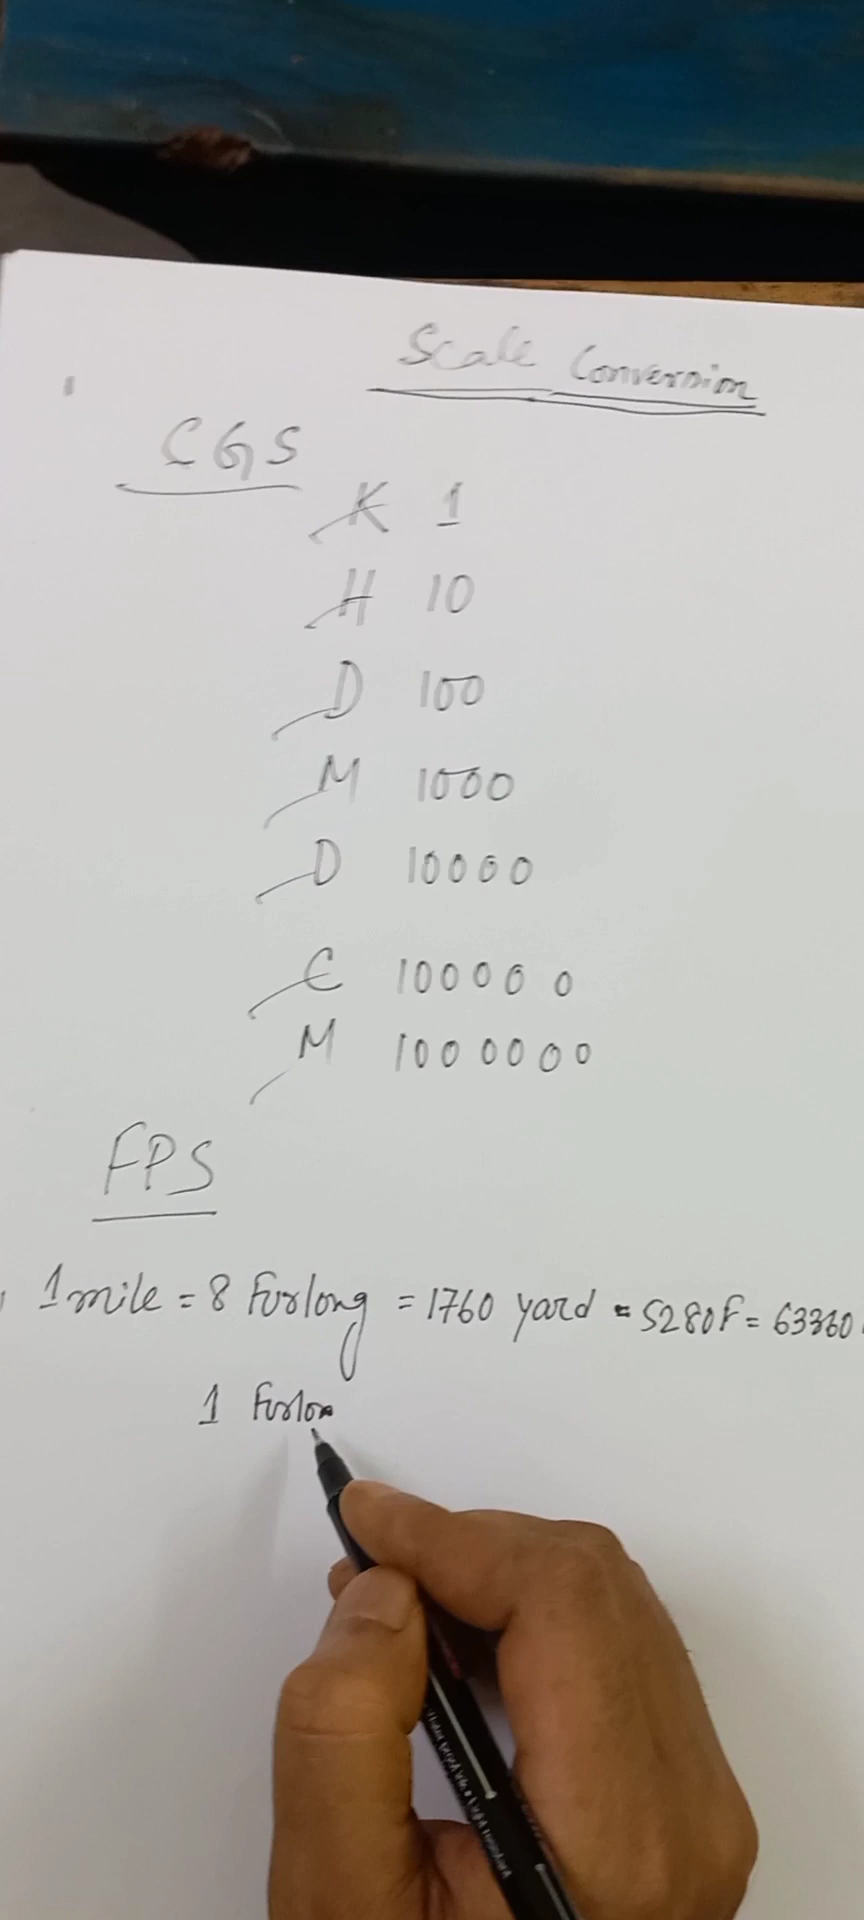 Scale Conversion
CGS
K 1
H 10
D 100
M 1000
D 10000
C 100000
M 1000000
FPS
1 mile = 8 Furlong = 1760 yard = 5280F = 63360
1 Furlon